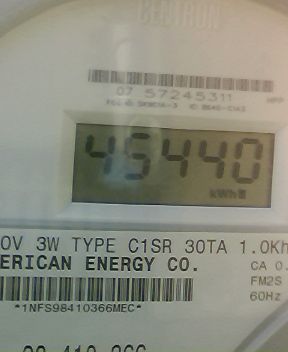 CENTRON
07 57245311
45440
kWh
0V 3W TYPE C1SR 30TA 1.0Kh
ERICAN ENERGY CO.
CA 0.
FM2S
60Hz
*1NFS98410366MEC*